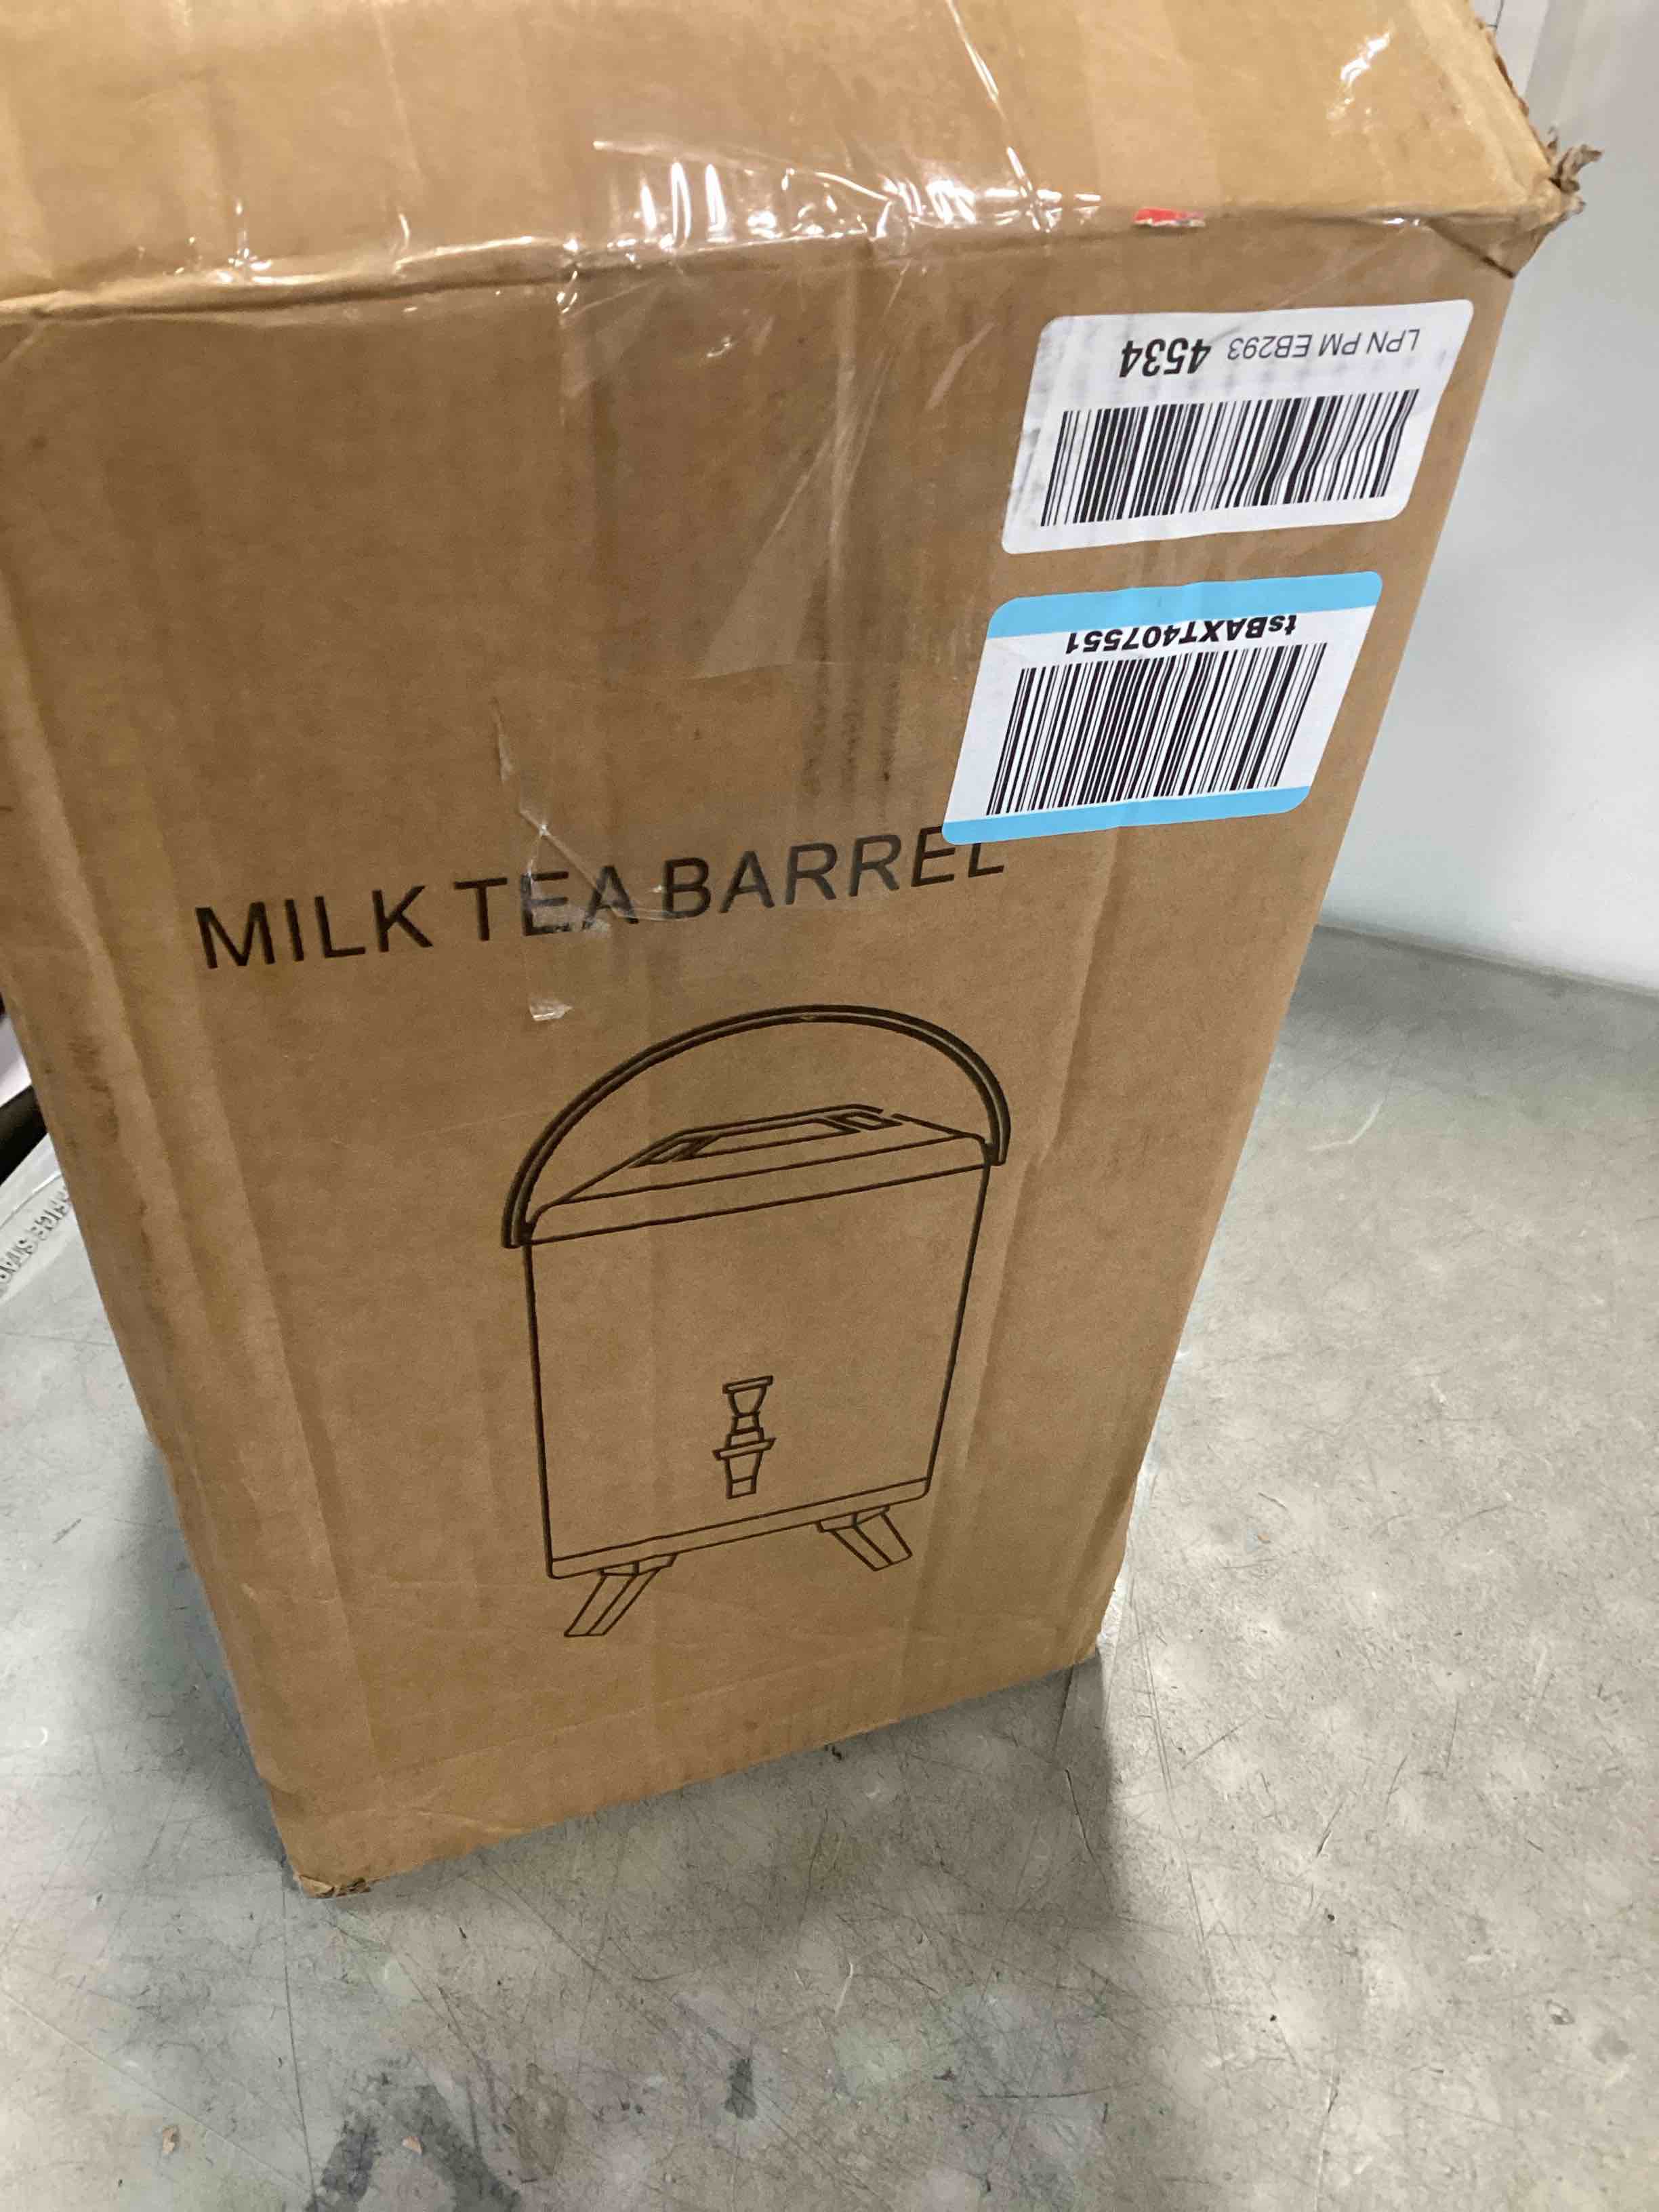 LPN PM EB293 4534
tsBAXT407551
MILK TEA BARREL